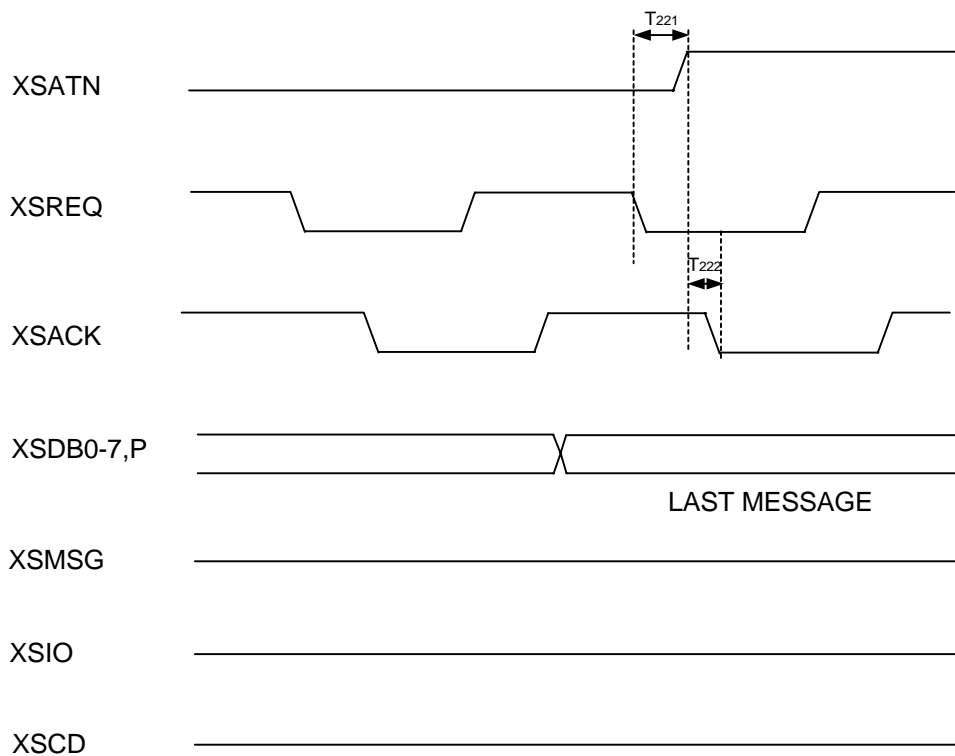 T221
XSATN
XSREQ
T222
XSACK
XSDB0-7,P
LAST MESSAGE
XSMSG
XSIO
XSCD